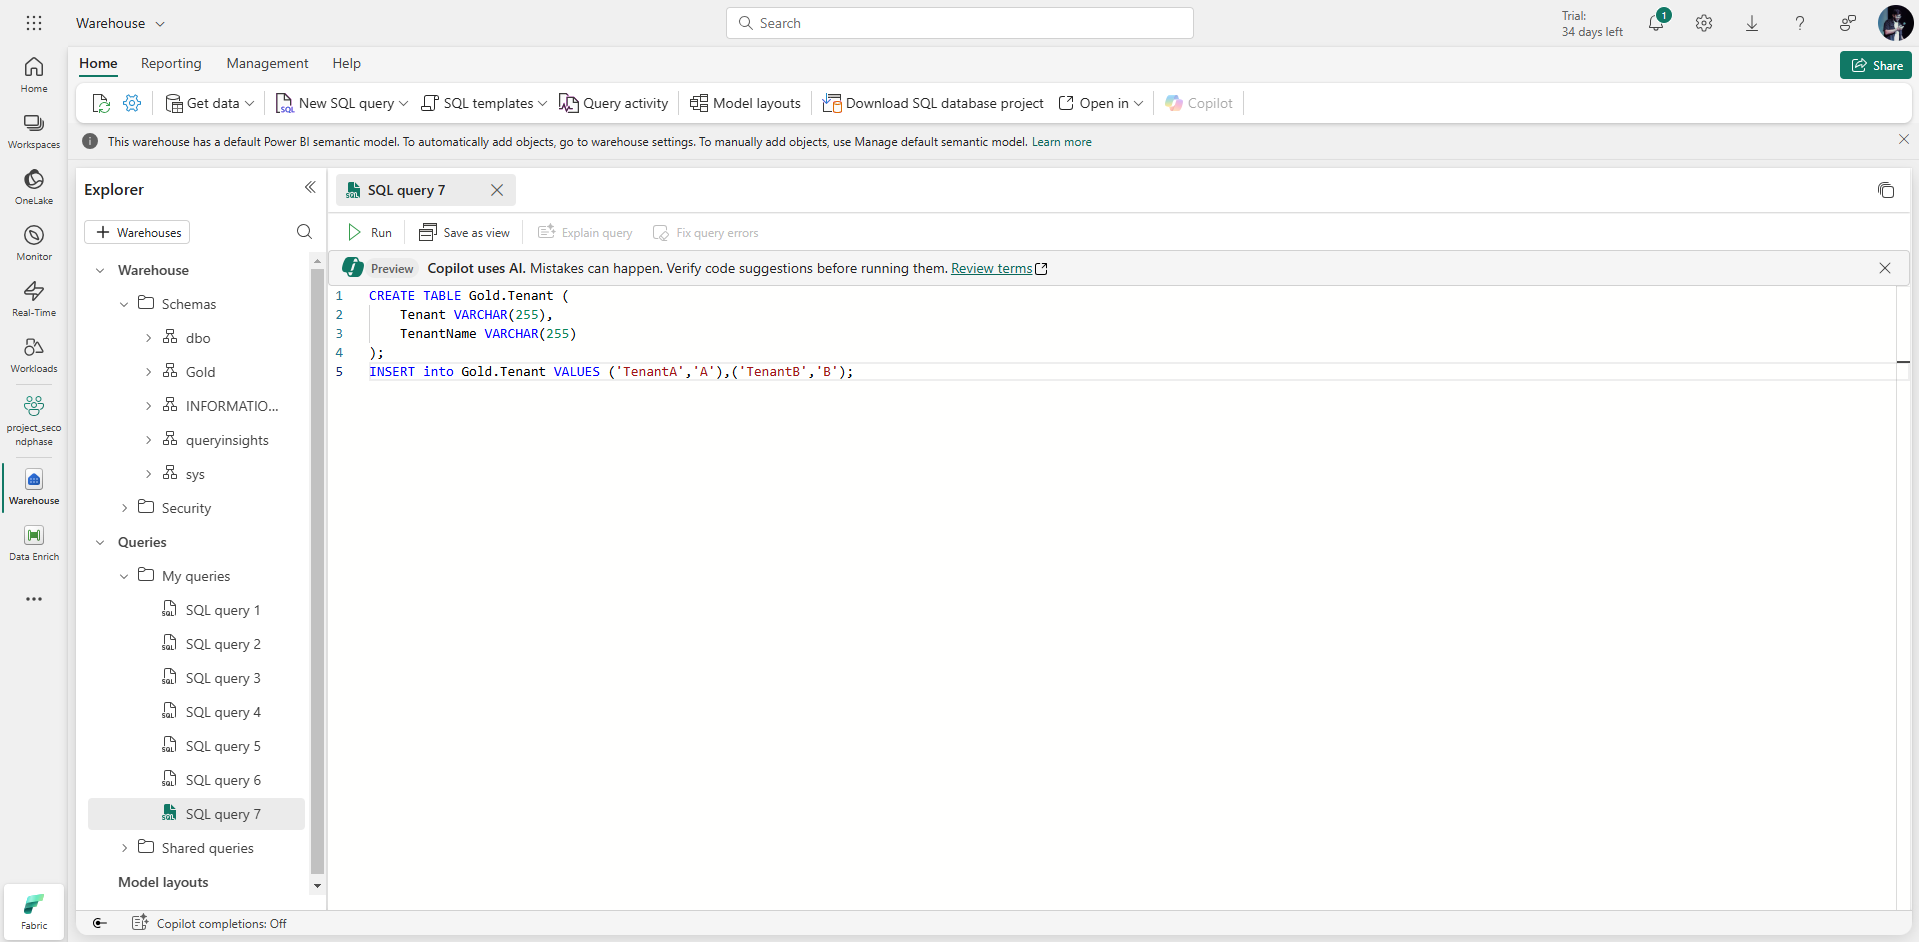 Warehouse
Search
Trial:
34 days left
1
Home
Reporting
Management
Help
Share
Get data
New SQL query
SQL templates
Query activity
Model layouts
Download SQL database project
Open in
Copilot
This warehouse has a default Power BI semantic model. To automatically add objects, go to warehouse settings. To manually add objects, use Manage default semantic model. Learn more
Home
Workspaces
OneLake
Monitor
Real-Time
Workloads
project_seco
ndphase
Warehouse
Data Enrich
Fabric
Explorer
Warehouses
Warehouse
Schemas
dbo
Gold
INFORMATIO...
queryinsights
sys
Security
Queries
My queries
SQL query 1
SQL query 2
SQL query 3
SQL query 4
SQL query 5
SQL query 6
SQL query 7
Shared queries
Model layouts
SQL query 7
Run
Save as view
Explain query
Fix query errors
Preview Copilot uses AI. Mistakes can happen. Verify code suggestions before running them. Review terms
1 CREATE TABLE Gold.Tenant (
2 Tenant VARCHAR(255),
3 TenantName VARCHAR(255)
4 );
5 INSERT into Gold.Tenant VALUES ('TenantA','A'),('TenantB','B');
Copilot completions: Off